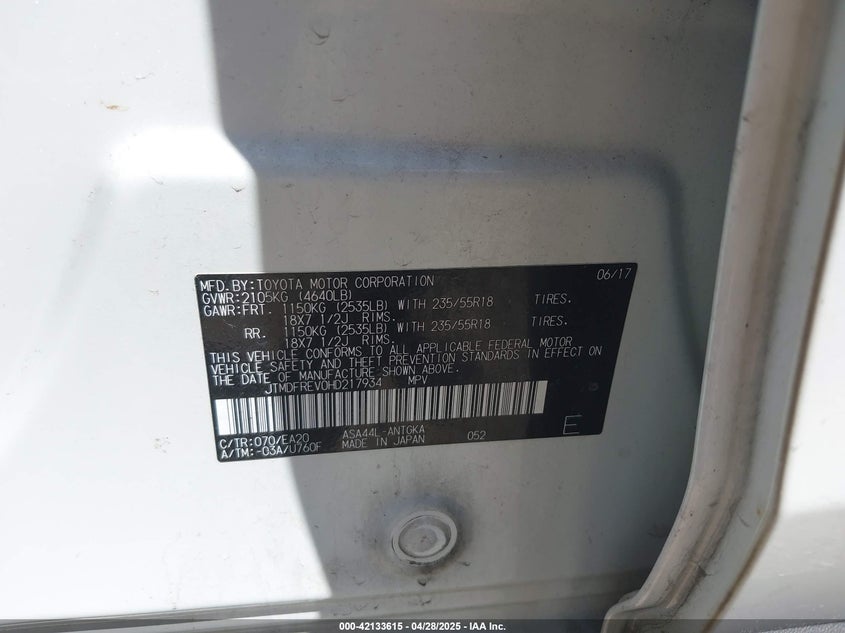 MFD.BY:TOYOTA MOTOR CORPORATION 06/17
GVWR:2105KG (4640LB)
GAWR:FRT. 1150KG (2535LB) WITH 235/55R18 TIRES.
18X7 1/2J RIMS.
RR. 1150KG (2535LB) WITH 235/55R18 TIRES.
18X7 1/2J RIMS.
THIS VEHICLE CONFORMS TO ALL APPLICABLE FEDERAL MOTOR
VEHICLE SAFETY AND THEFT PREVENTION STANDARDS IN EFFECT ON
THE DATE OF MANUFACTURE SHOWN ABOVE.
JTMDFREV0HD217934 MPV
C/TR:070/EA20 ASA44L-ANTGKA
A/TM:-03A/U760F MADE IN JAPAN 052 E
000-42133615 - 04/28/2025 - IAA Inc.